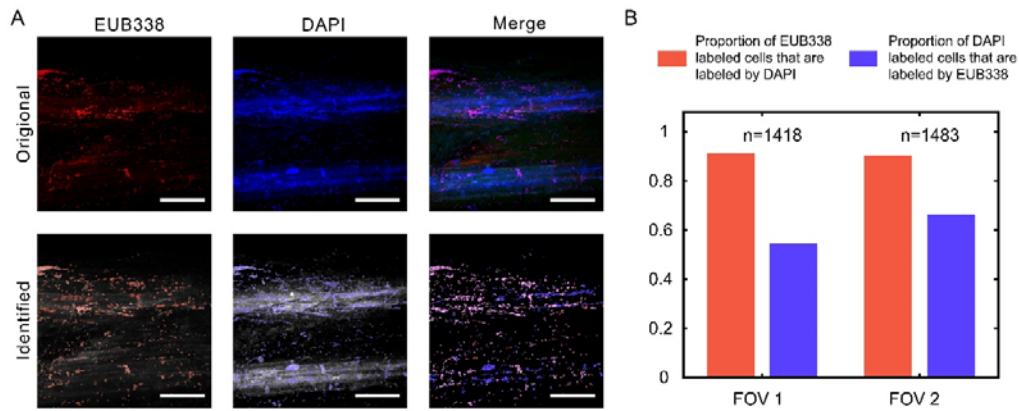 A
EUB338
DAPI
Merge
Origional
Identified
B
Proportion of EUB338
labeled cells that are
labeled by DAPI
Proportion of DAPI
labeled cells that are
labeled by EUB338
1
0.8
0.6
0.4
0.2
0
n=1418
n=1483
FOV 1
FOV 2